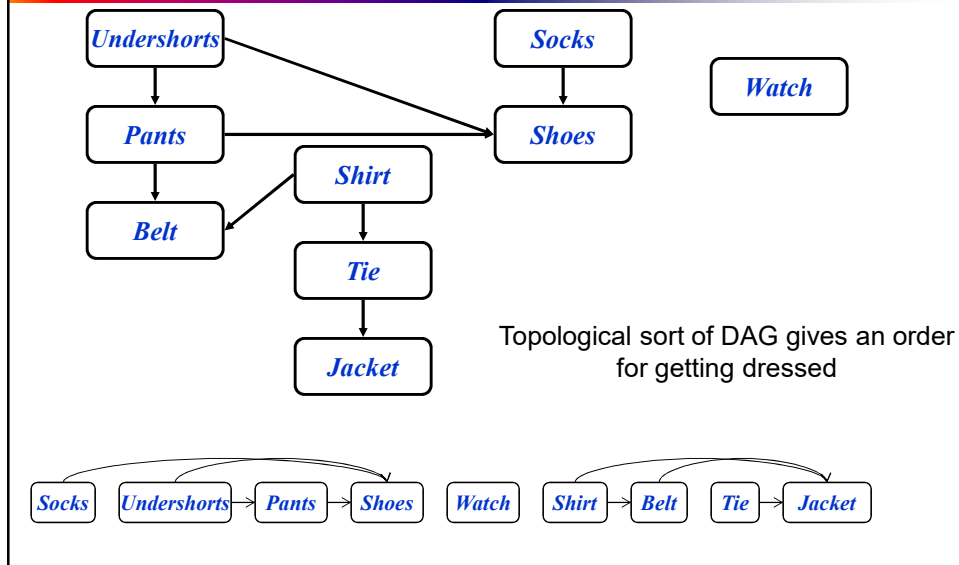 Undershorts
Socks
Watch
Pants
Shoes
Shirt
Belt
Tie
Topological sort of DAG gives an order
for getting dressed
Jacket
Socks Undershorts Pants Shoes Watch Shirt Belt Tie Jacket